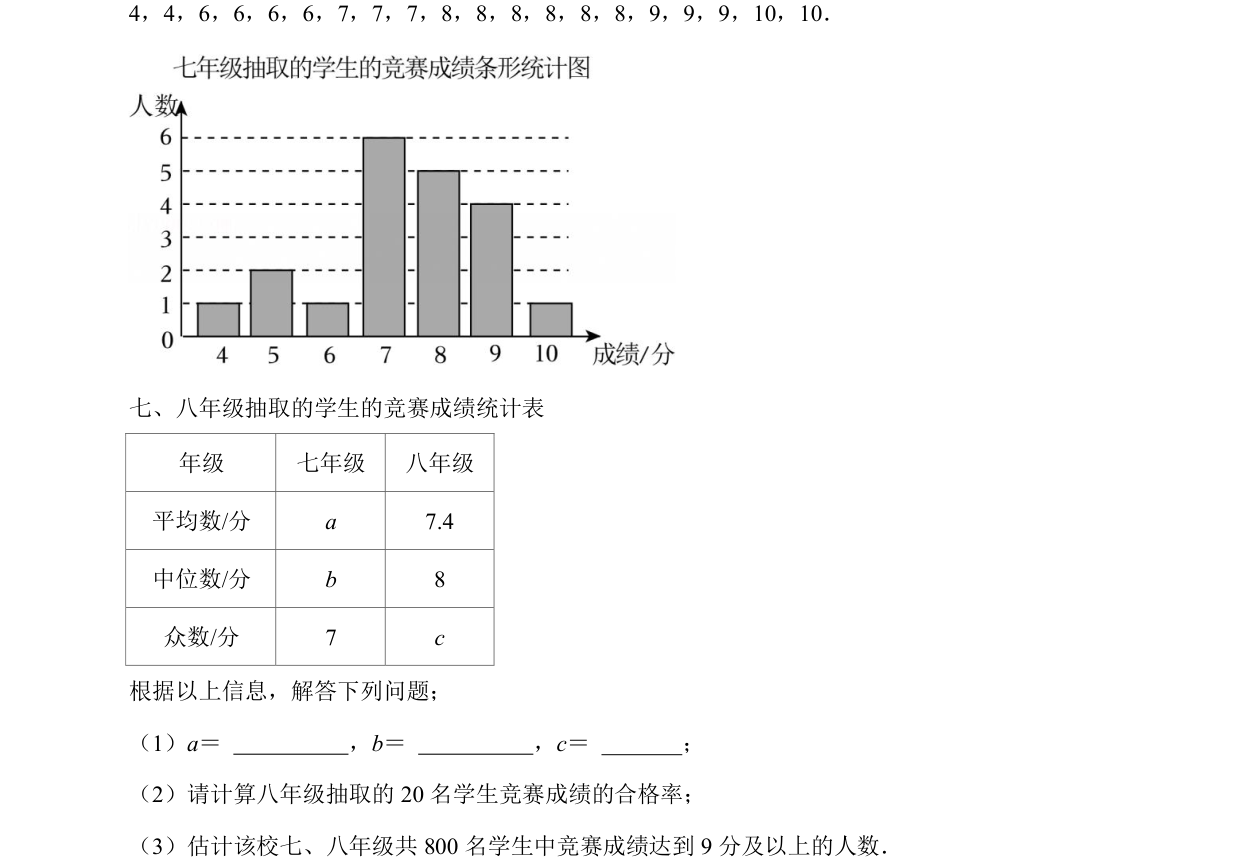 4，4，6，6，6，6，7，7，7，8，8，8，8，8，8，9，9，9，10，10．
七年级抽取的学生的竞赛成绩条形统计图
人数
6
5
4
3
2
1
0
4 5 6 7 8 9 10 成绩/分
七、八年级抽取的学生的竞赛成绩统计表
年级 七年级 八年级
平均数/分 a 7.4
中位数/分 b 8
众数/分 7 c
根据以上信息，解答下列问题；
（1）a＝ __________，b＝ __________，c＝ _______；
（2）请计算八年级抽取的 20 名学生竞赛成绩的合格率；
（3）估计该校七、八年级共 800 名学生中竞赛成绩达到 9 分及以上的人数．